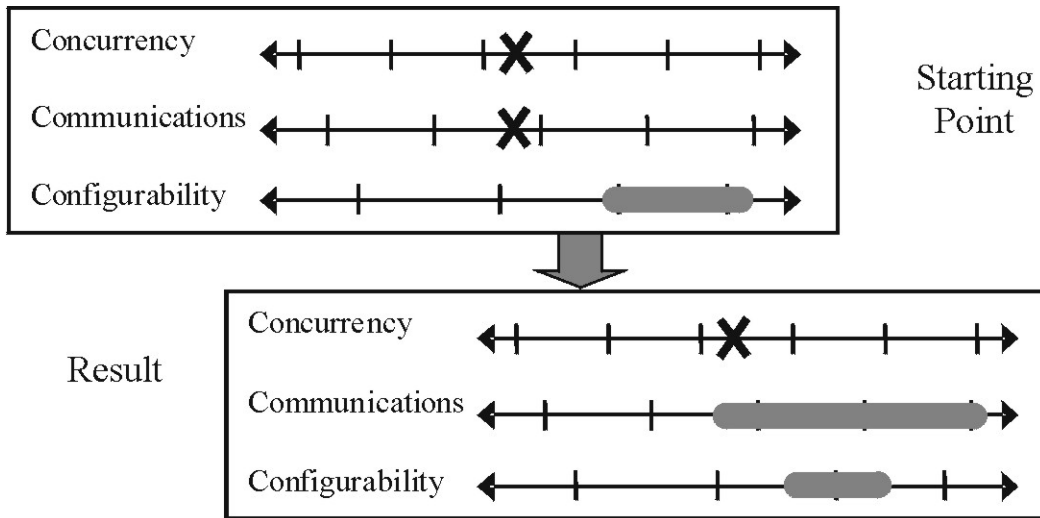 Concurrency
Communications
Configurability
Starting
Point
Concurrency
Result
Communications
Configurability